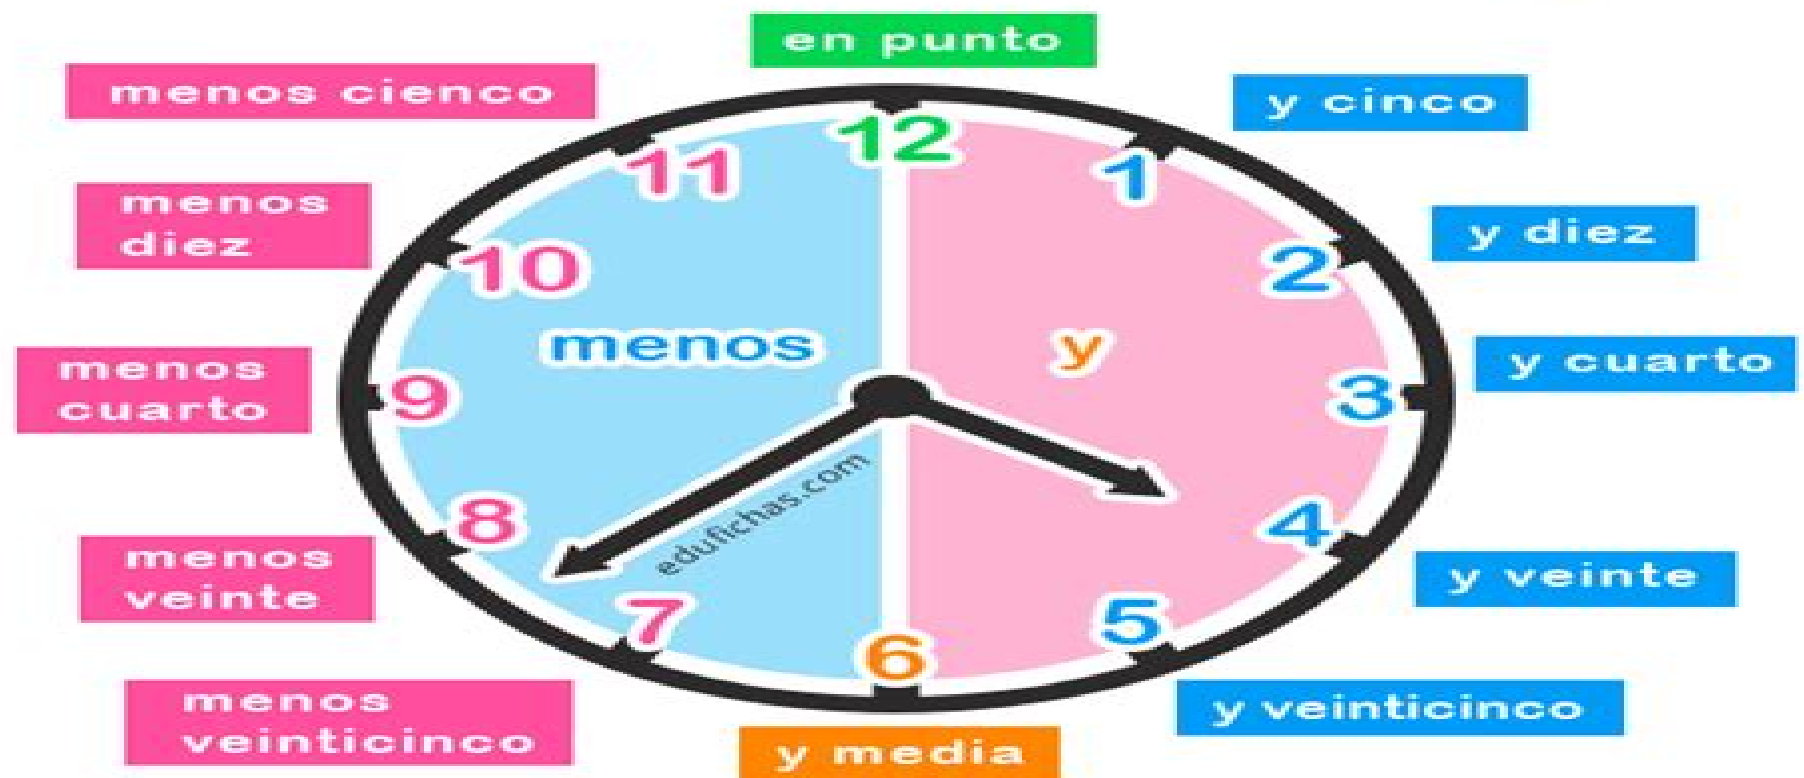 en punto
menos cienco
y cinco
12
11
1
menos
diez
y diez
10
2
menos
y
menos
cuarto
y cuarto
9
3
edufichas.com
8
4
menos
veinte
y veinte
7
5
6
menos
veinticinco
y veinticinco
y media